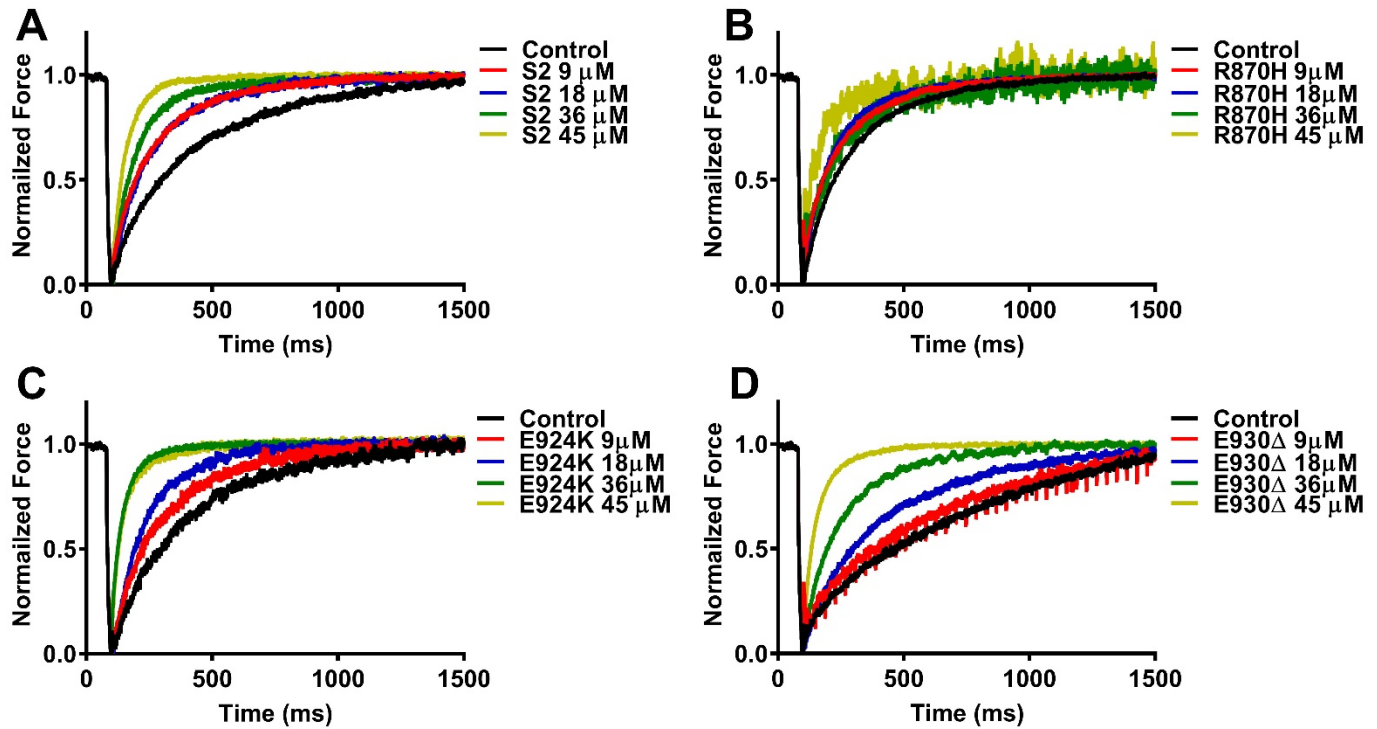 A
Normailzed Force
1.0
0.5
0.0
0 500 1000 1500
Time (ms)
Control
S2 9 μM
S2 18 μM
S2 36 μM
S2 45 μM
B
Normailzed Force
1.0
0.5
0.0
0 500 1000 1500
Time (ms)
Control
R870H 9μM
R870H 18μM
R870H 36μM
R870H 45 μM
C
Normailzed Force
1.0
0.5
0.0
0 500 1000 1500
Time (ms)
Control
E924K 9μM
E924K 18μM
E924K 36μM
E924K 45 μM
D
Normailzed Force
1.0
0.5
0.0
0 500 1000 1500
Time (ms)
Control
E930Δ 9μM
E930Δ 18μM
E930Δ 36μM
E930Δ 45 μM